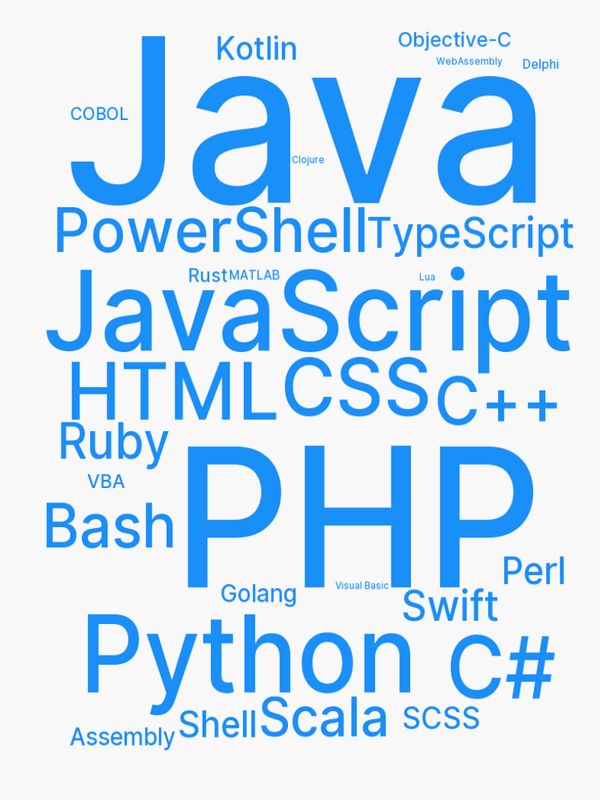 Kotlin
Objective-C
WebAssembly
Delphi
Java
COBOL
Clojure
PowerShell
TypeScript
Rust
MATLAB
Lua
JavaScript
HTML
CSS
C++
Ruby
VBA
PHP
Bash
Perl
Golang
Visual Basic
Swift
Python
C#
Assembly
Shell
Scala
SCSS